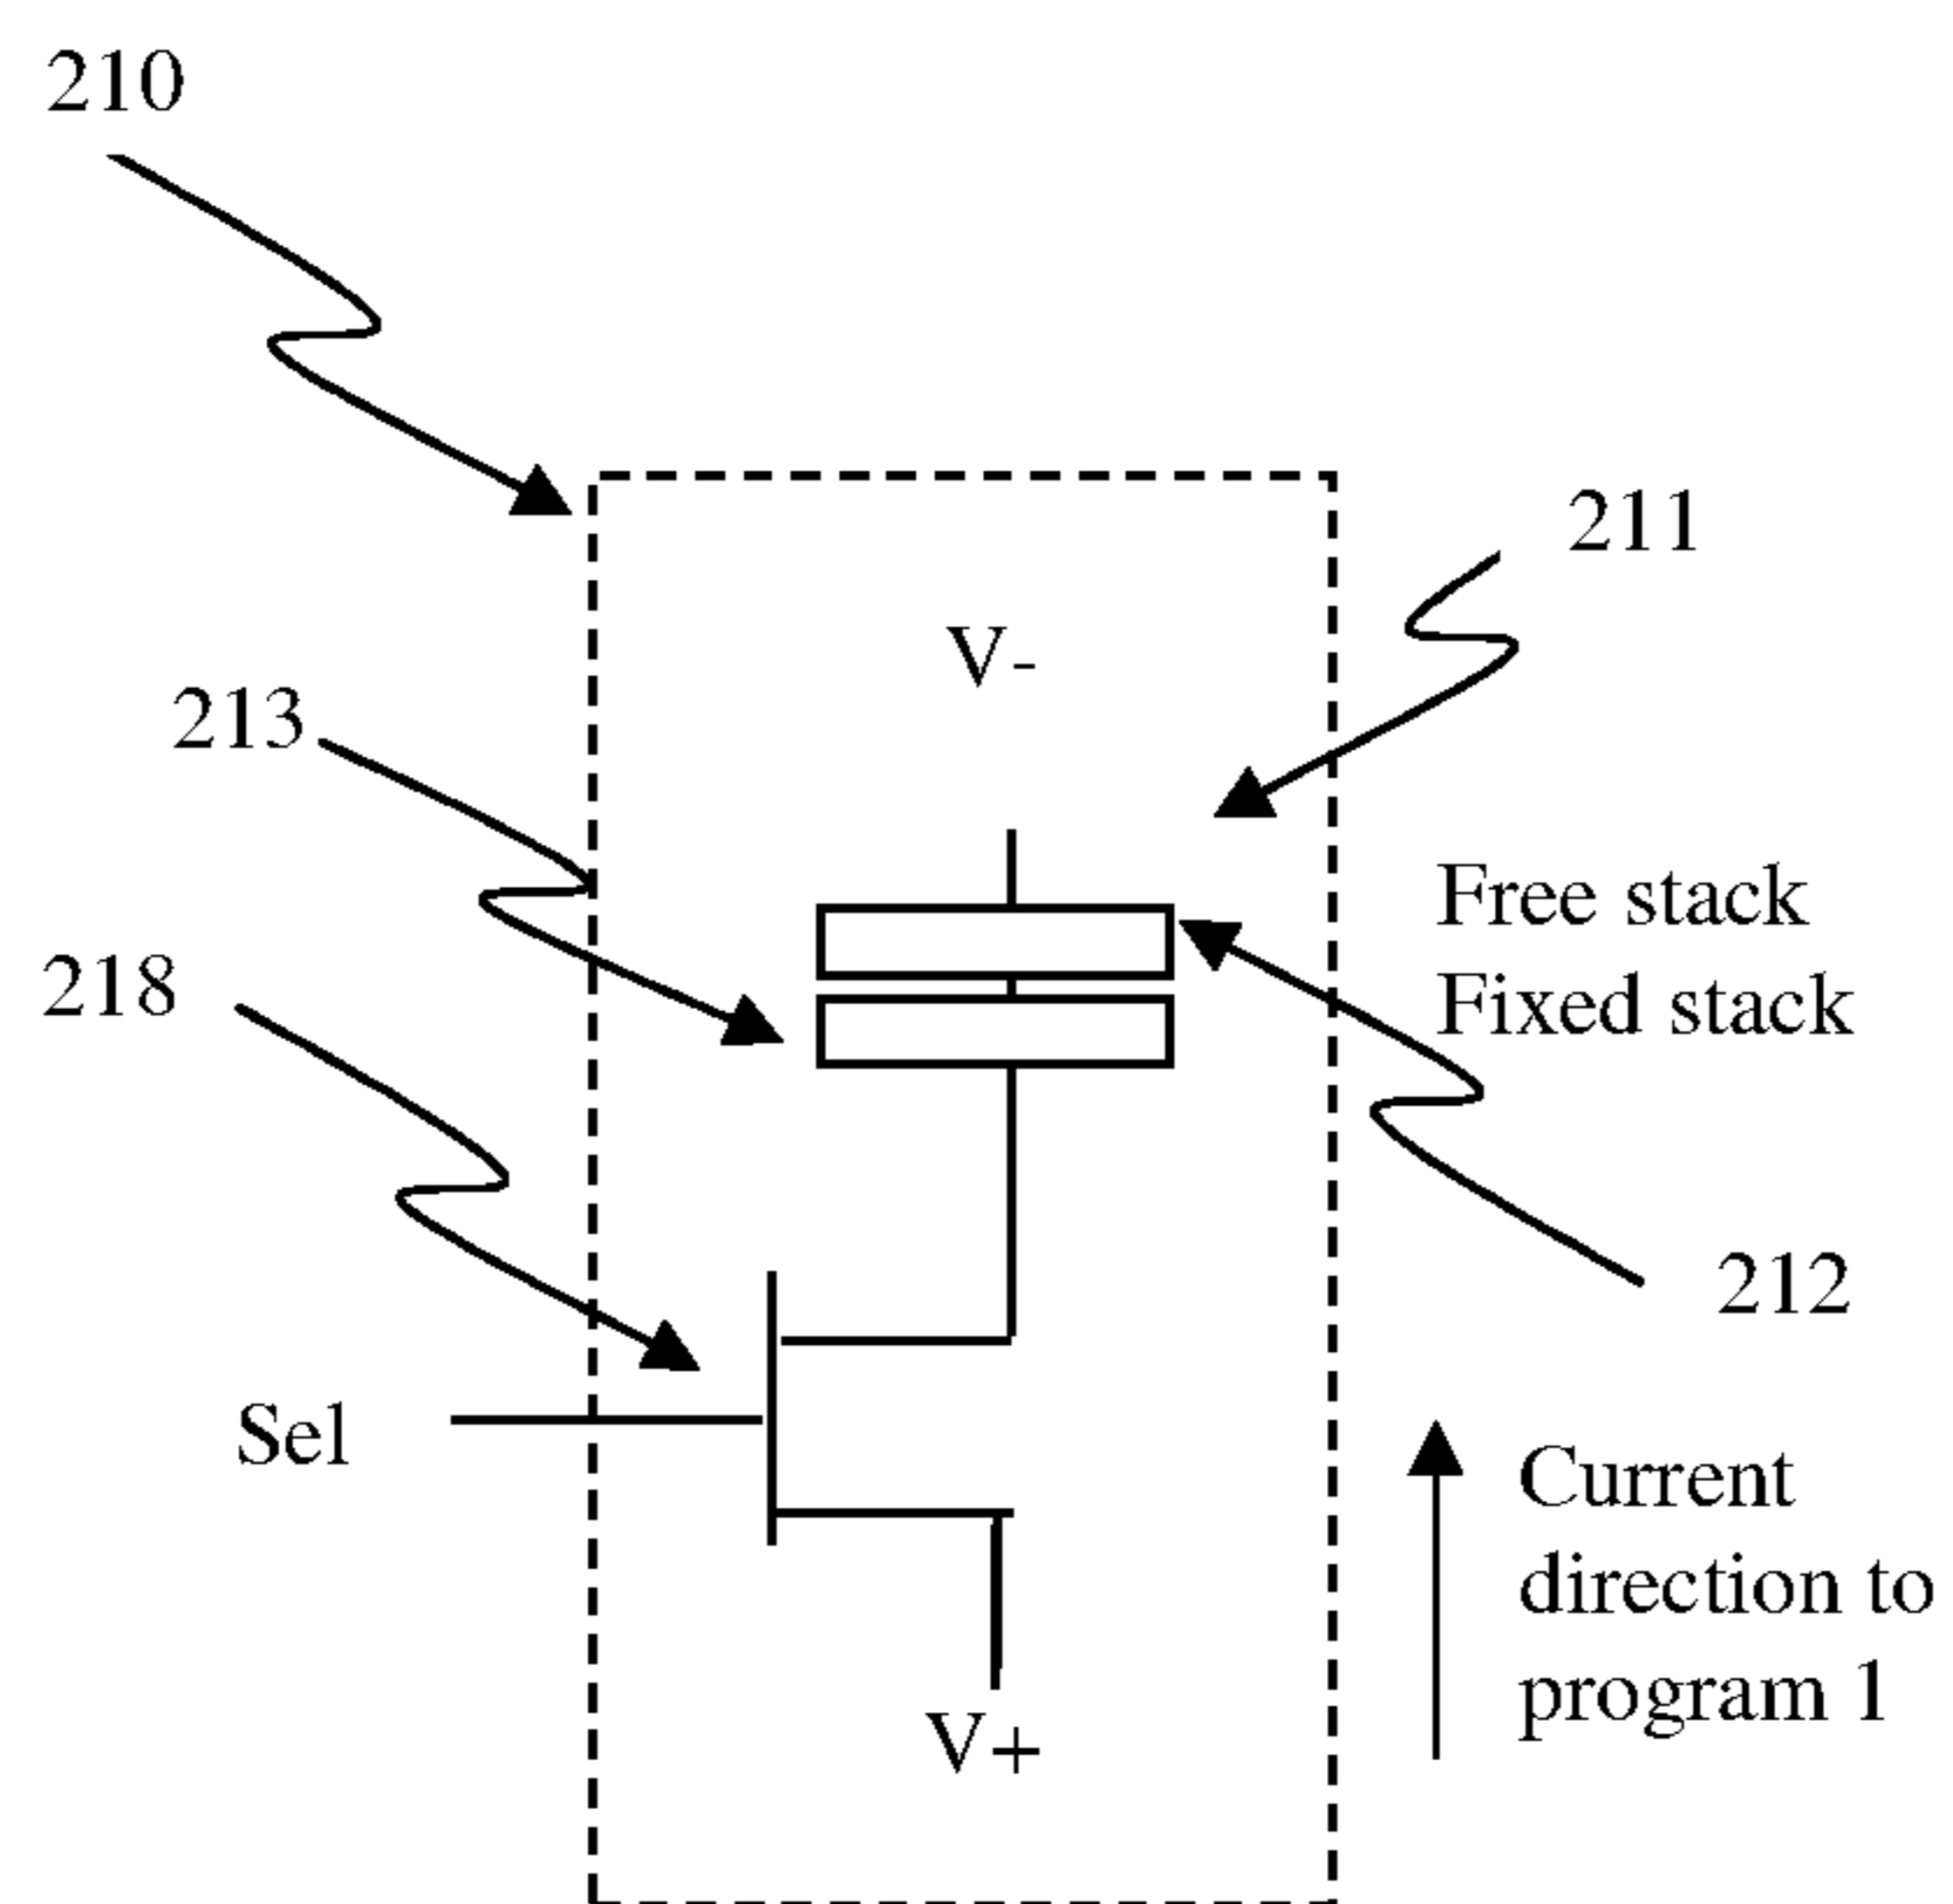 210
211
V-
213
Free stack
218
Fixed stack
212
Sel
Current
direction to
program 1
V+